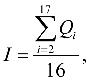 I = \frac{\sum_{i=2}^{17} Q_i}{16},